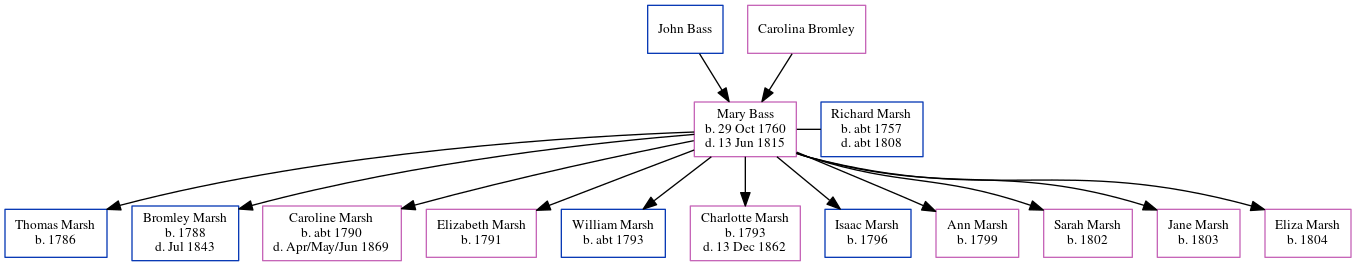 John Bass
Carolina Bromley
Mary Bass
b. 29 Oct 1760
d. 13 Jun 1815
Richard Marsh
b. abt 1757
d. abt 1808
Thomas Marsh
b. 1786
Bromley Marsh
b. 1788
d. Jul 1843
Caroline Marsh
b. abt 1790
d. Apr/May/Jun 1869
Elizabeth Marsh
b. 1791
William Marsh
b. abt 1793
Charlotte Marsh
b. 1793
d. 13 Dec 1862
Isaac Marsh
b. 1796
Ann Marsh
b. 1799
Sarah Marsh
b. 1802
Jane Marsh
b. 1803
Eliza Marsh
b. 1804